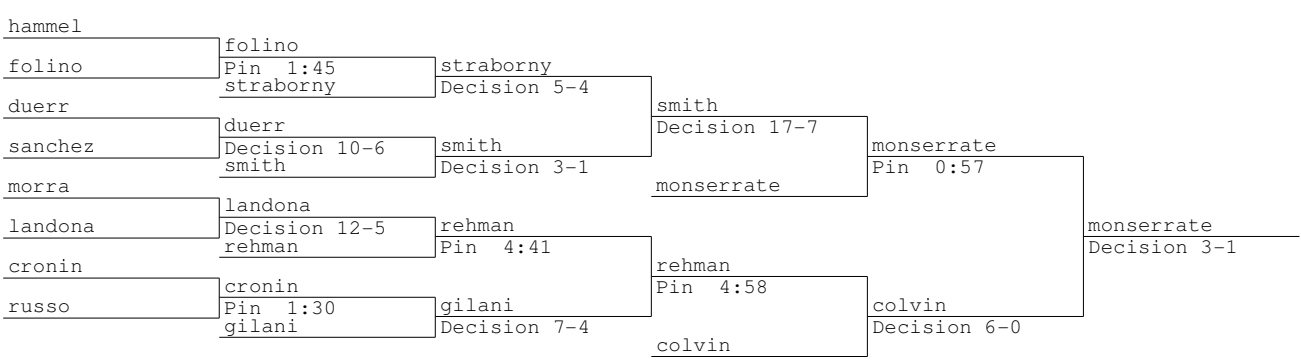 hammel
folino
folino
Pin 1:45
straborny
straborny
Decision 5-4
duerr
duerr
sanchez
Decision 10-6
smith
smith
Decision 3-1
smith
Decision 17-7
monserrate
monserrate
Pin 0:57
morra
landona
landona
Decision 12-5
rehman
rehman
Pin 4:41
cronin
cronin
russo
Pin 1:30
gilani
gilani
Decision 7-4
rehman
Pin 4:58
colvin
colvin
Decision 6-0
monserrate
Decision 3-1